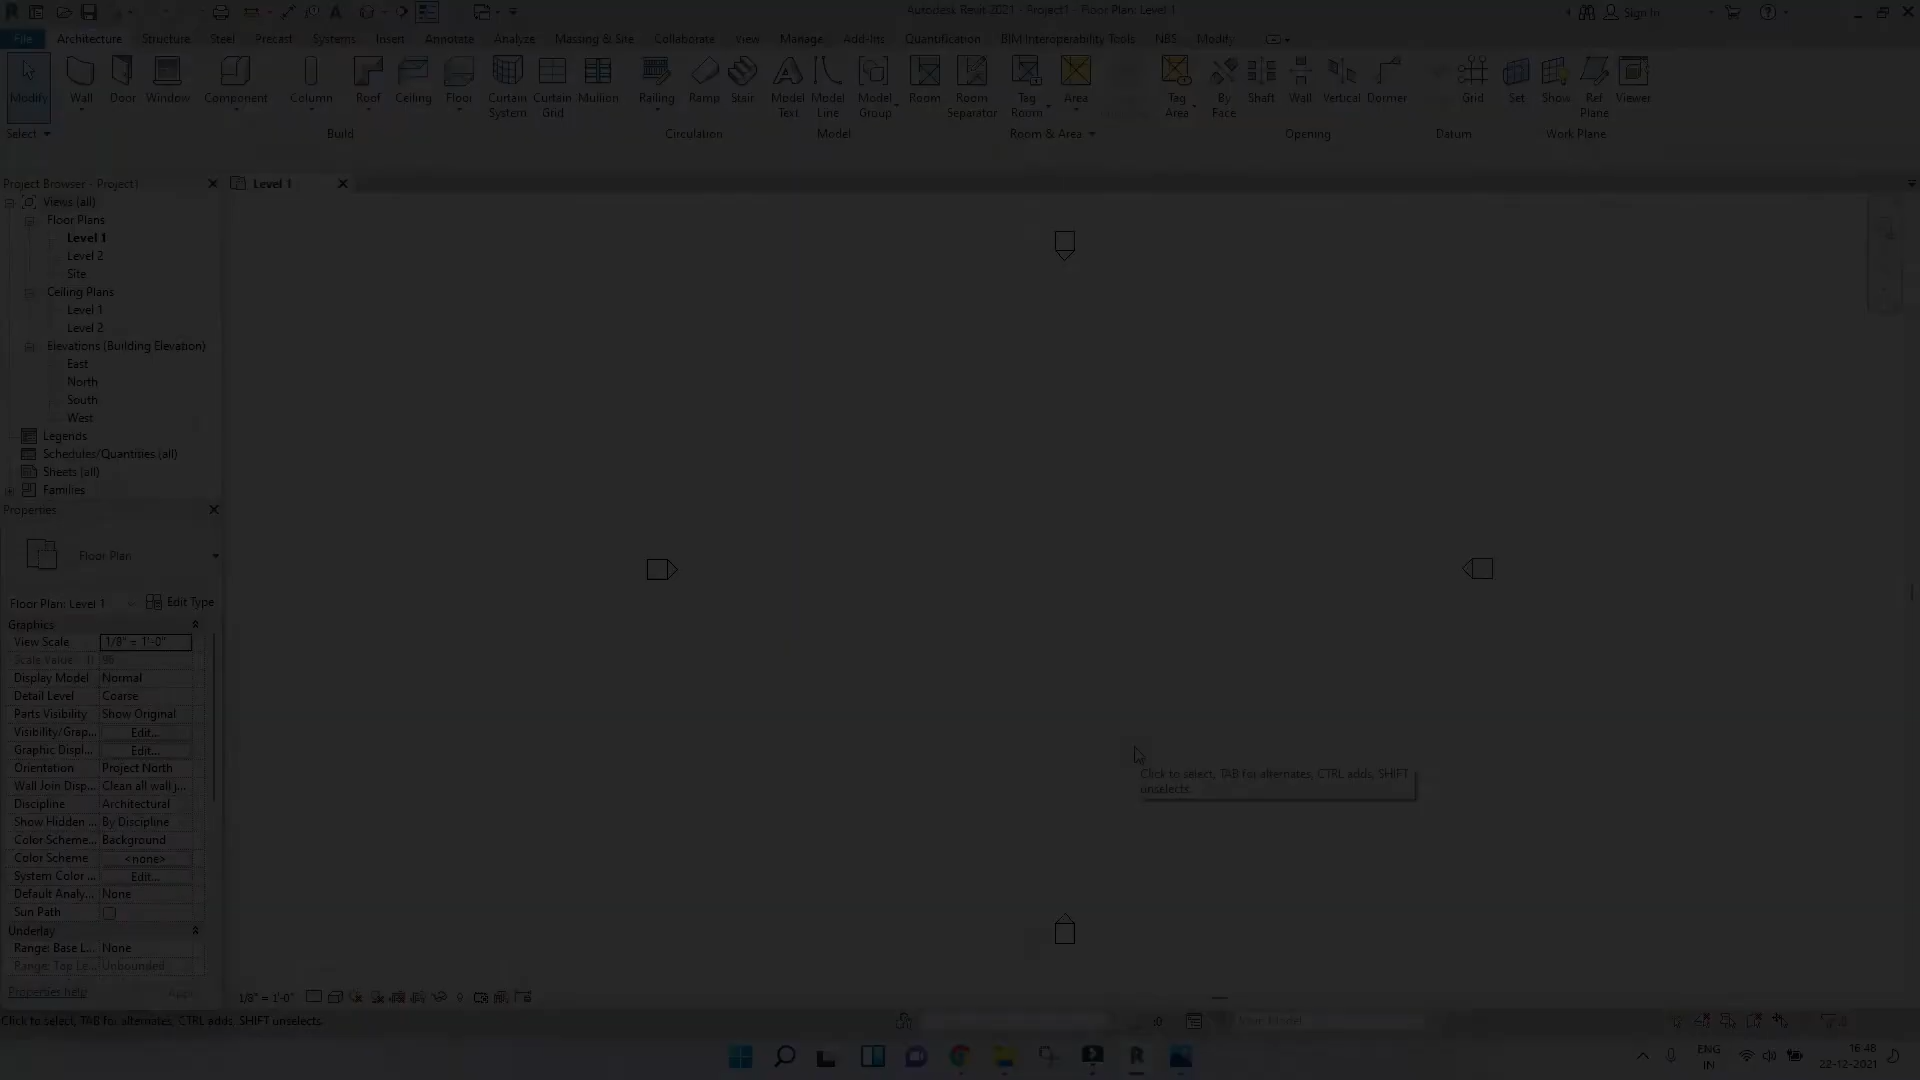 Autodesk Revit 2021 - Project1 - Floor Plan: Level 1
Sign In
File Architecture Structure Steel Precast Systems Insert Annotate Analyze Massing & Site Collaborate View Manage Add-Ins Quantification BIM Interoperability Tools NBS Modify
Modify
Wall
Door
Window
Component
Column
Roof
Ceiling
Floor
Curtain System
Curtain Grid
Mullion
Railing
Ramp
Stair
Model Text
Model Line
Model Group
Room
Room Separator
Tag Room
Area
Tag Area
By Face
Shaft
Wall
Vertical
Dormer
Grid
Set
Show
Ref Plane
Viewer
Select
Build
Circulation
Model
Room & Area
Opening
Datum
Work Plane
Project Browser - Project1
Level 1
Views (all)
Floor Plans
Level 1
Level 2
Site
Ceiling Plans
Level 1
Level 2
Elevations (Building Elevation)
East
North
South
West
Legends
Schedules/Quantities (all)
Sheets (all)
Families
Properties
Floor Plan
Floor Plan: Level 1
Edit Type
Graphics
View Scale 1/8" = 1'-0"
Scale Value 96
Display Model Normal
Detail Level Coarse
Parts Visibility Show Original
Visibility/Grap... Edit...
Graphic Displ... Edit...
Orientation Project North
Wall Join Disp... Clean all wall j...
Discipline Architectural
Show Hidden ... By Discipline
Color Scheme... Background
Color Scheme <none>
System Color ... Edit...
Default Analy... None
Sun Path
Underlay
Range: Base L... None
Range: Top Le... Unbounded
Properties help
Click to select, TAB for alternates, CTRL adds, SHIFT
unselects.
1/8" = 1'-0"
Click to select, TAB for alternates, CTRL adds, SHIFT unselects.
:0
Main Model
ENG
IN
16:48
22-12-2021